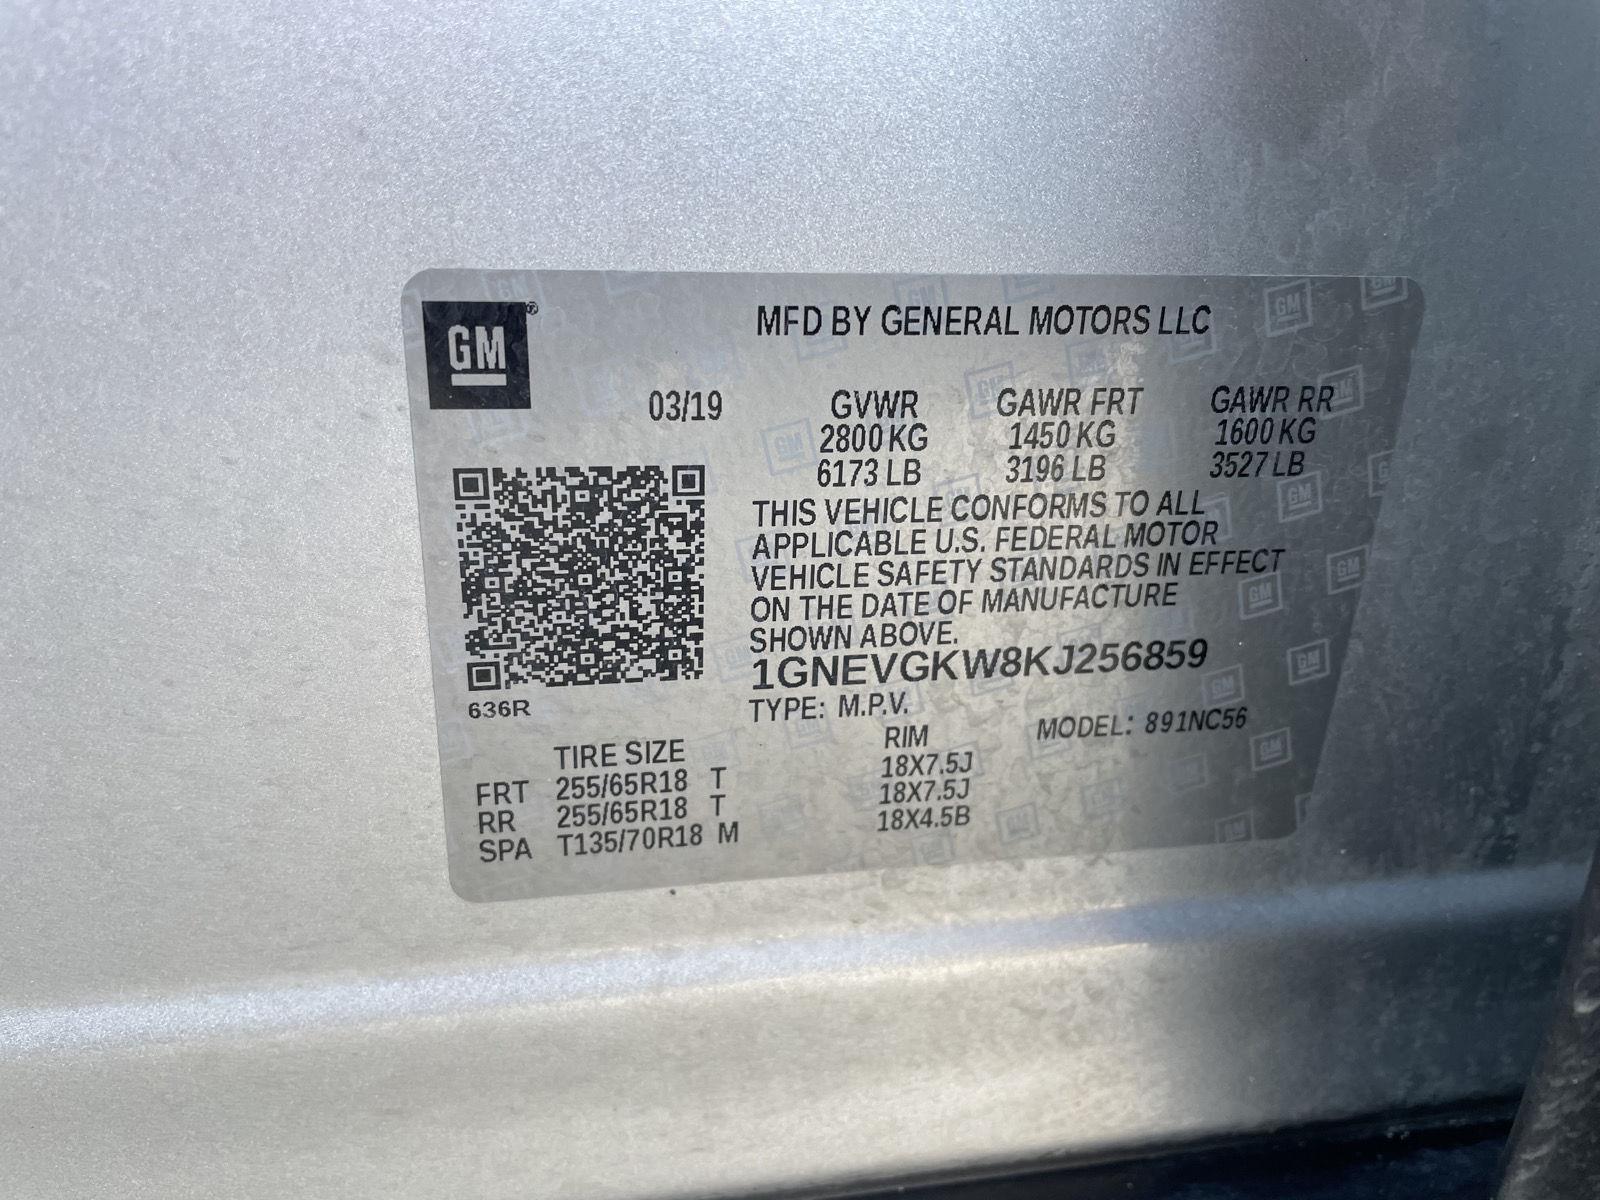 GM®
MFD BY GENERAL MOTORS LLC
03/19 GVWR GAWR FRT GAWR RR
2800 KG 1450 KG 1600 KG
6173 LB 3196 LB 3527 LB
THIS VEHICLE CONFORMS TO ALL
APPLICABLE U.S. FEDERAL MOTOR
VEHICLE SAFETY STANDARDS IN EFFECT
ON THE DATE OF MANUFACTURE
SHOWN ABOVE.
1GNEVGKW8KJ256859
636R
TYPE: M.P.V.
MODEL: 891NC56
TIRE SIZE RIM
FRT 255/65R18 T 18X7.5J
RR 255/65R18 T 18X7.5J
SPA T135/70R18 M 18X4.5B